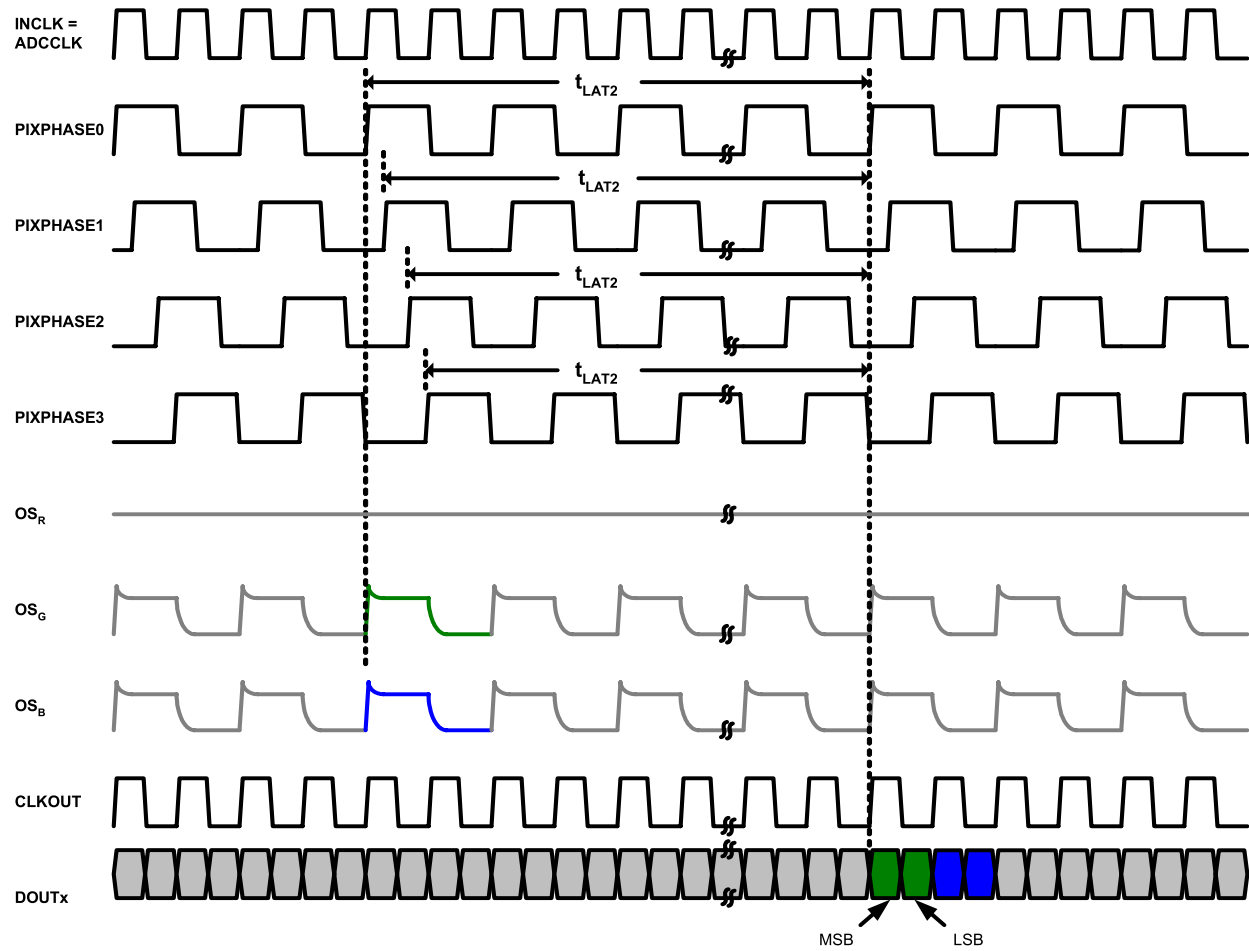 INCLK =
ADCCLK
tLAT2
PIXPHASE0
tLAT2
PIXPHASE1
tLAT2
PIXPHASE2
tLAT2
PIXPHASE3
OSR
OSG
OSB
CLKOUT
DOUTx
MSB LSB